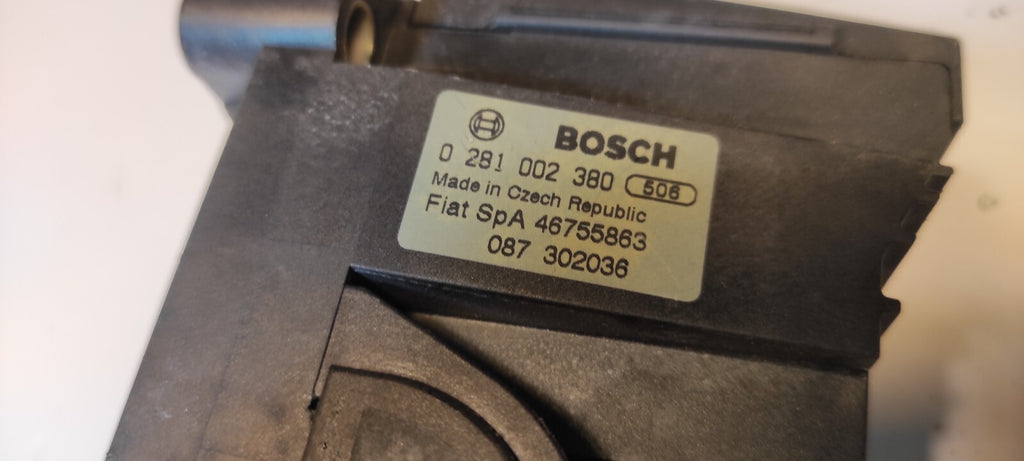 BOSCH
0 281 002 380 506
Made in Czech Republic
Fiat SpA 46755863
087 302036